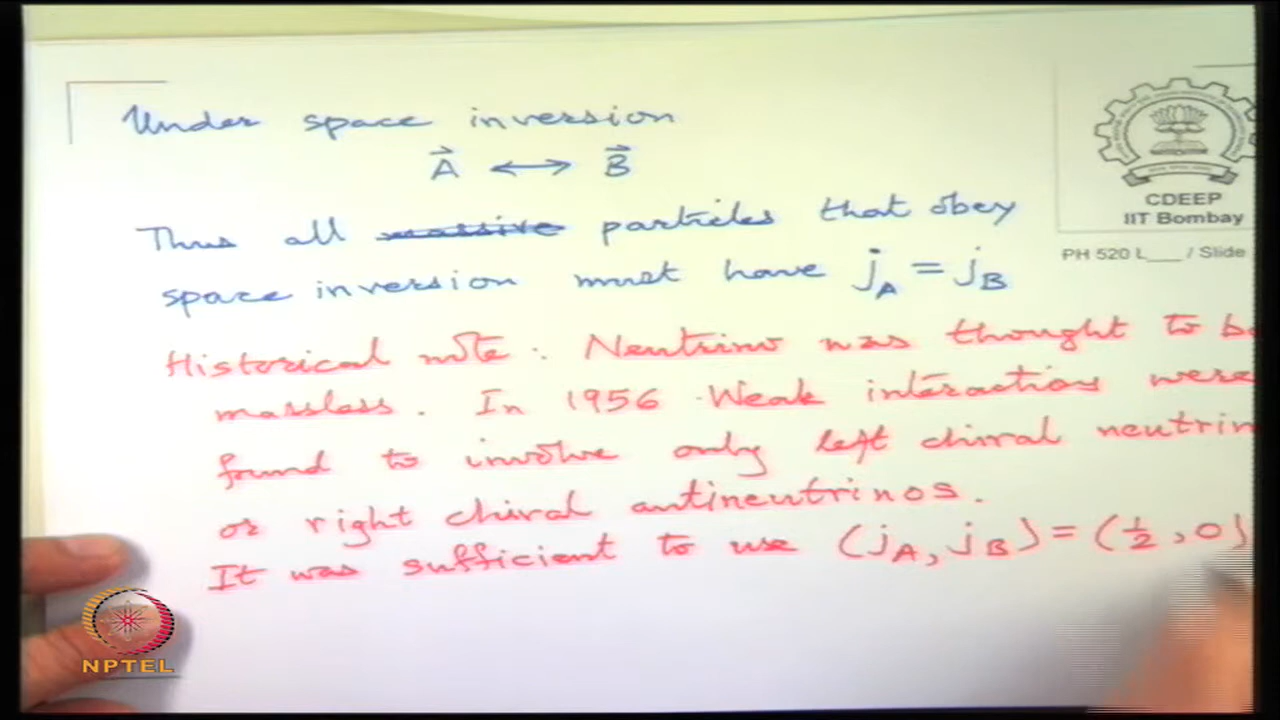 Under space inversion
A⃗ ⟷ B⃗
Thus all massive particles that obey
space inversion must have j_A = j_B
Historical note: Neutrino was thought to be
massless. In 1956 Weak interactions were
found to involve only left chiral neutrin
or right chiral antineutrinos.
It was sufficient to use (j_A, j_B) = (1/2, 0)
CDEEP
IIT Bombay
PH 520 L___ / Slide
NPTEL